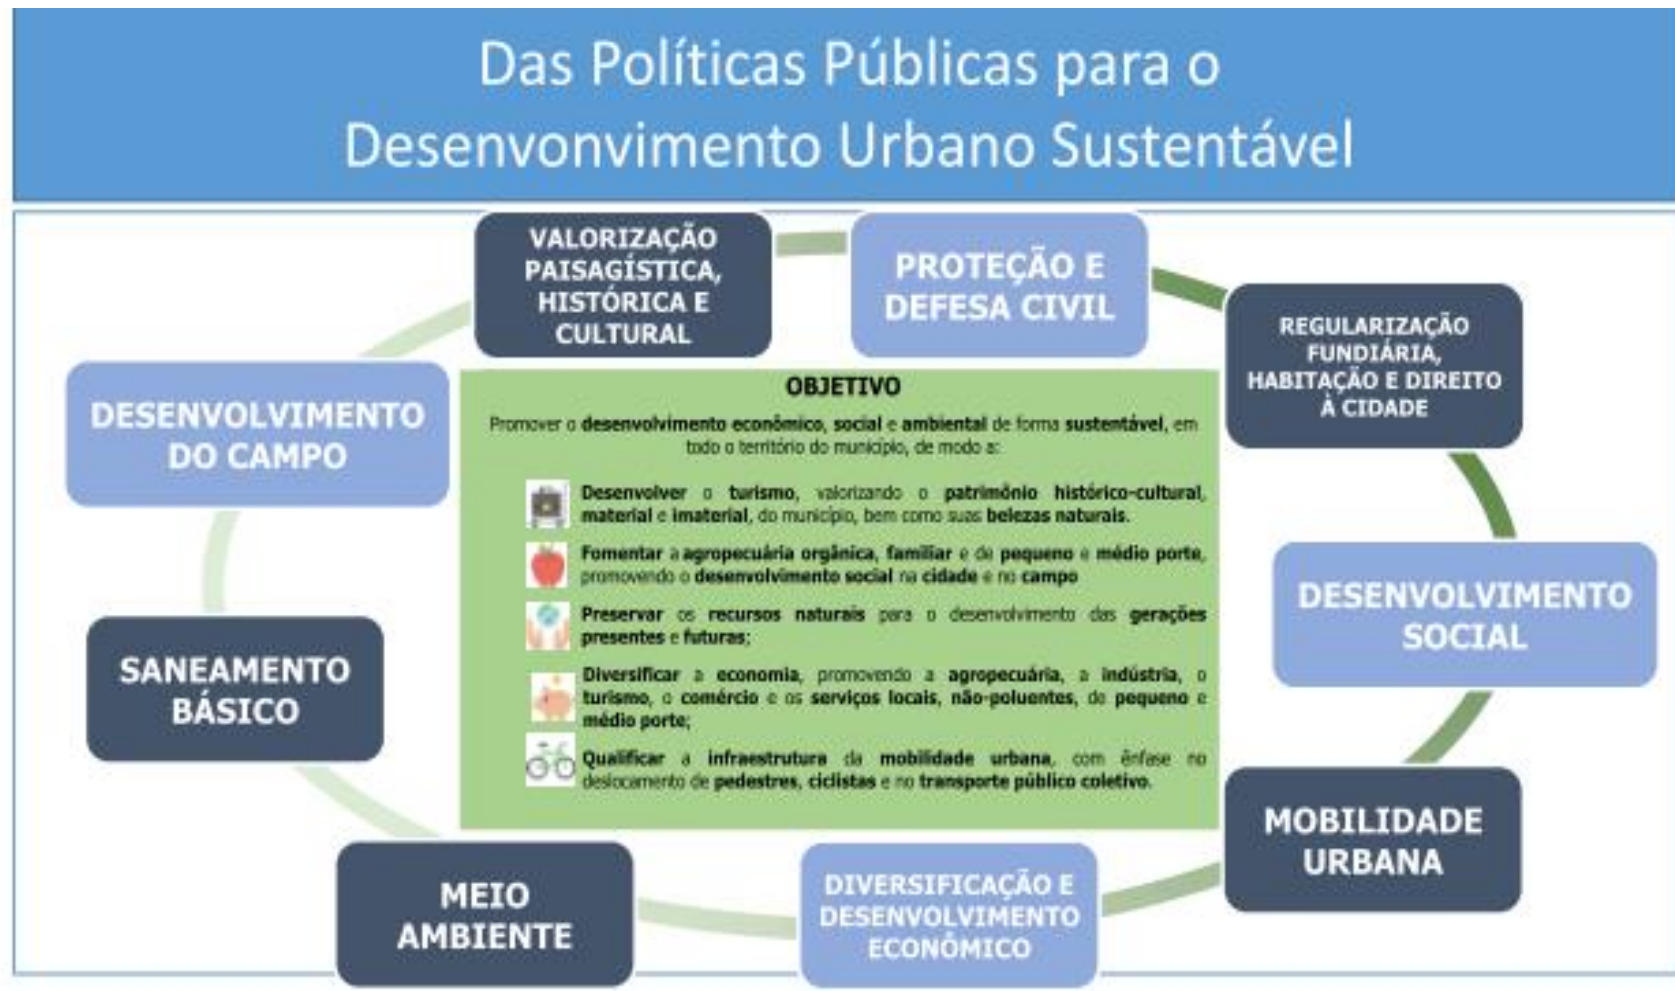 Das Políticas Públicas para o
Desenvonvimento Urbano Sustentável
VALORIZAÇÃO
PAISAGÍSTICA,
HISTÓRICA E
CULTURAL
PROTEÇÃO E
DEFESA CIVIL
REGULARIZAÇÃO
FUNDIÁRIA,
HABITAÇÃO E DIREITO
À CIDADE
DESENVOLVIMENTO
SOCIAL
MOBILIDADE
URBANA
DIVERSIFICAÇÃO E
DESENVOLVIMENTO
ECONÔMICO
MEIO
AMBIENTE
SANEAMENTO
BÁSICO
DESENVOLVIMENTO
DO CAMPO
OBJETIVO
Promover o desenvolvimento econômico, social e ambiental de forma sustentável, em
todo o território do município, de modo a:
Desenvolver o turismo, valorizando o patrimônio histórico-cultural,
material e imaterial, do município, bem como suas belezas naturais.
Fomentar a agropecuária orgânica, familiar e de pequeno e médio porte,
promovendo o desenvolvimento social na cidade e no campo
Preservar os recursos naturais para o desenvolvimento das gerações
presentes e futuras;
Diversificar a economia, promovendo a agropecuária, a indústria, o
turismo, o comércio e os serviços locais, não-poluentes, de pequeno e
médio porte;
Qualificar a infraestrutura da mobilidade urbana, com ênfase no
deslocamento de pedestres, ciclistas e no transporte público coletivo.